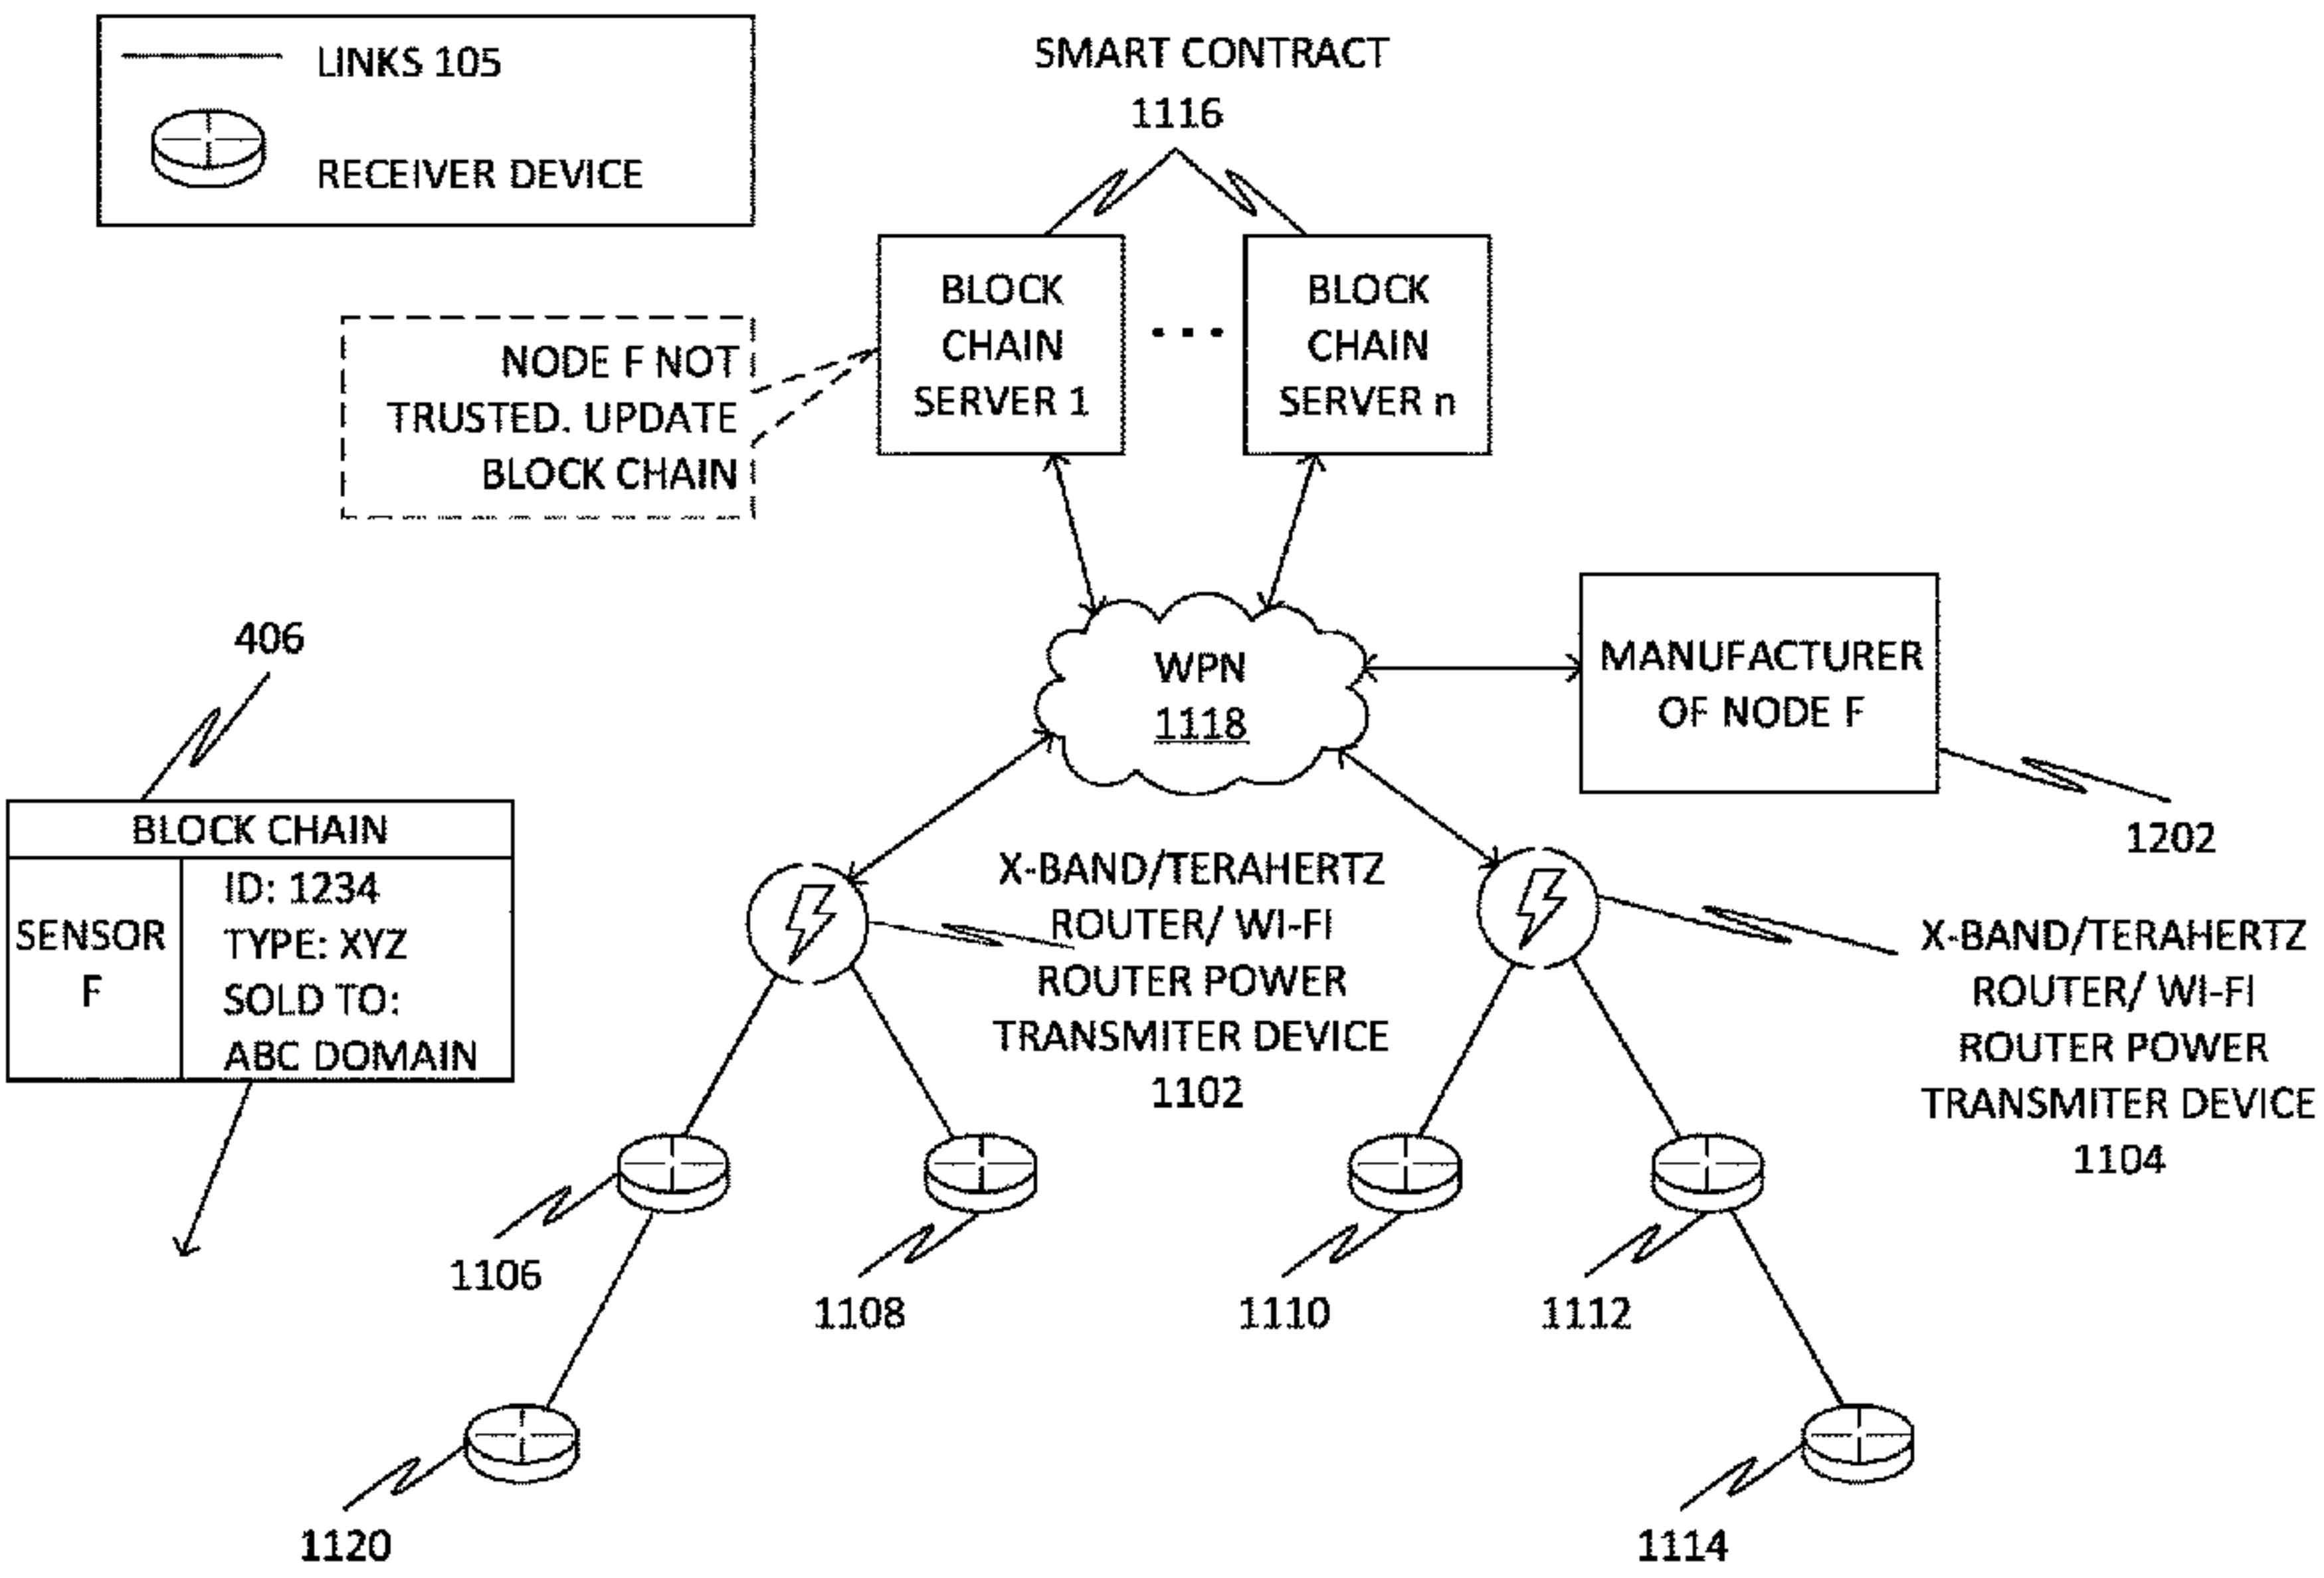 LINKS 105
RECEIVER DEVICE
SMART CONTRACT
1116
BLOCK
CHAIN
SERVER 1
BLOCK
CHAIN
SERVER n
NODE F NOT
TRUSTED. UPDATE
BLOCK CHAIN
WPN
1118
MANUFACTURER
OF NODE F
1202
406
BLOCK CHAIN
SENSOR
F
ID: 1234
TYPE: XYZ
SOLD TO:
ABC DOMAIN
X-BAND/TERAHERTZ
ROUTER/ WI-FI
ROUTER POWER
TRANSMITER DEVICE
1102
X-BAND/TERAHERTZ
ROUTER/ WI-FI
ROUTER POWER
TRANSMITER DEVICE
1104
1106
1108
1110
1112
1120
1114